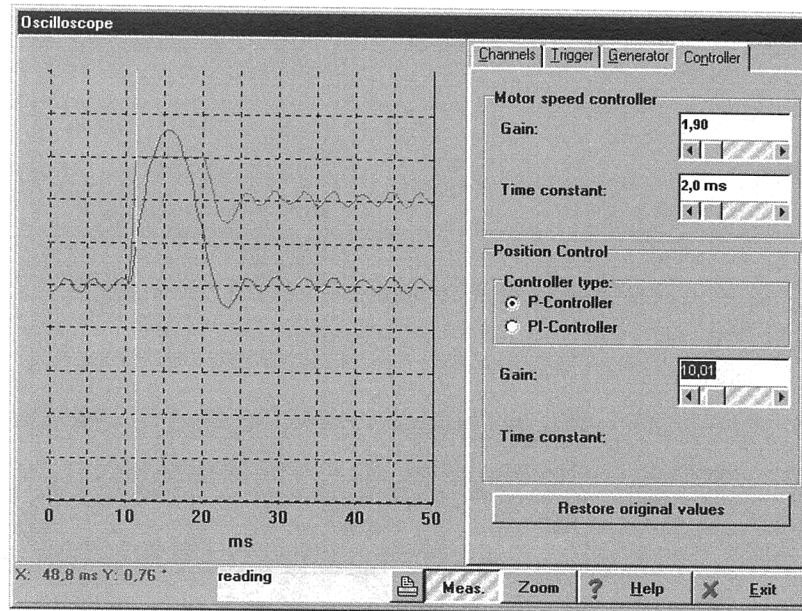 Oscilloscope
Channels Trigger Generator Controller
Motor speed controller
Gain:
1,90
Time constant:
2,0 ms
Position Control
Controller type:
P-Controller
PI-Controller
Gain:
10,01
Time constant:
Restore original values
0 10 20 30 40 50
ms
X: 48,8 ms Y: 0,76 °
reading
Meas. Zoom ? Help Exit